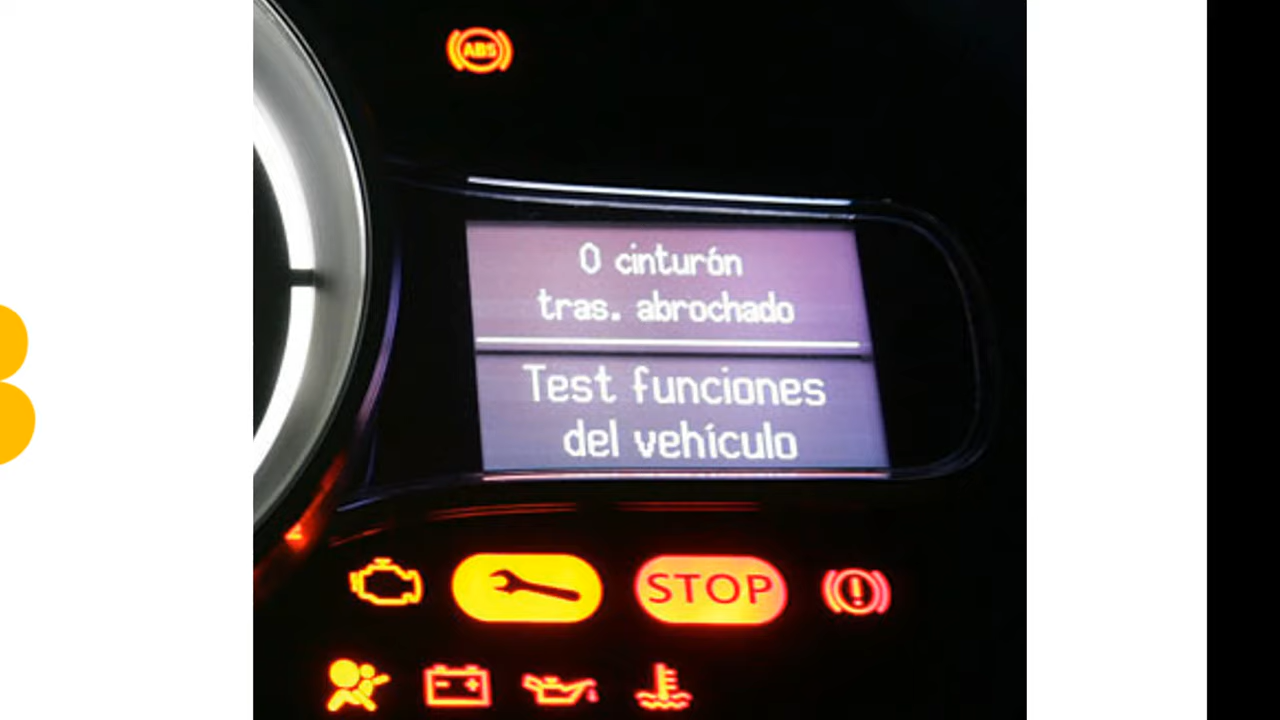 ABS
0 cinturón
tras. abrochado
Test funciones
del vehículo
STOP